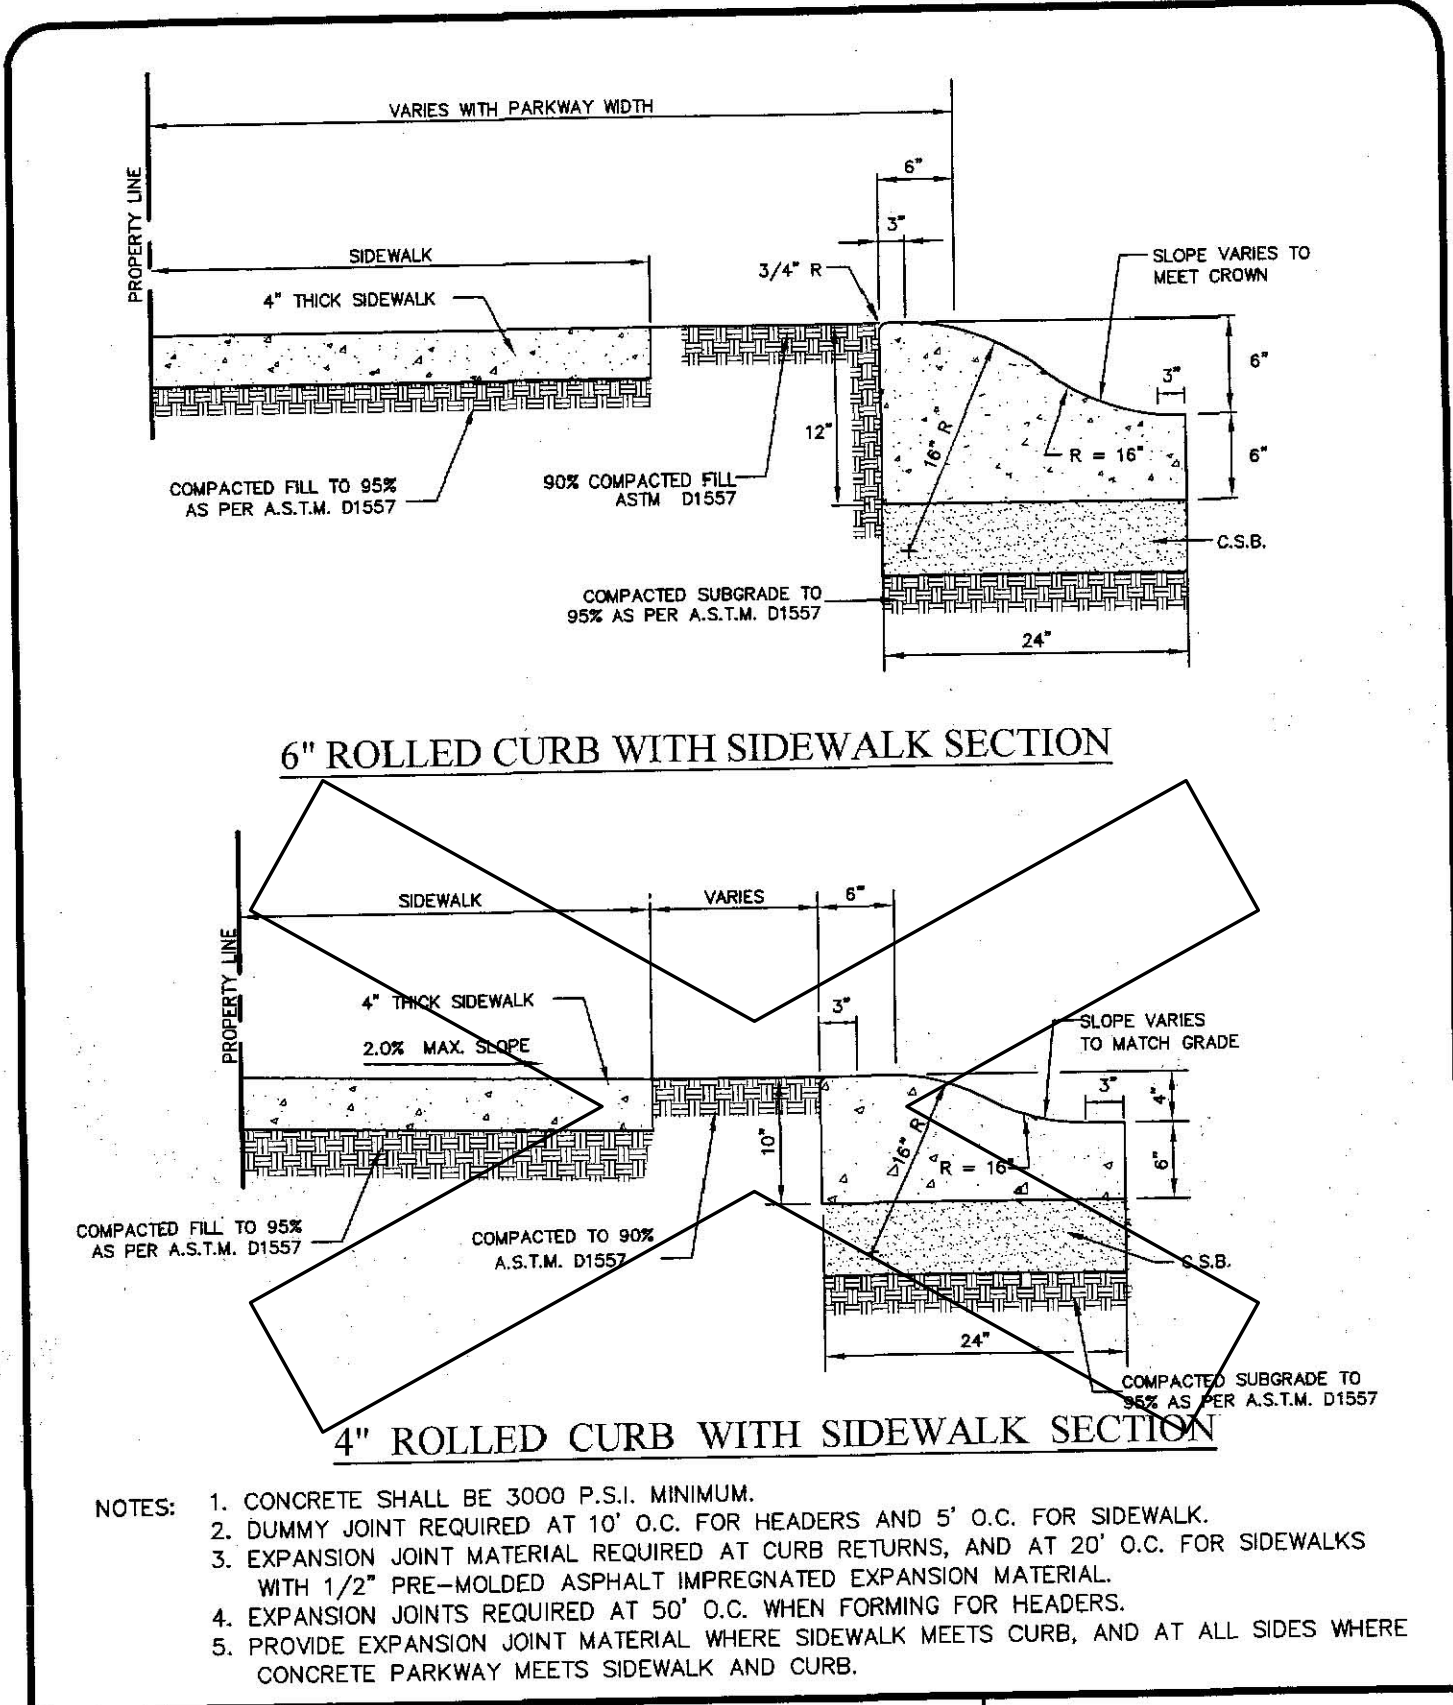 VARIES WITH PARKWAY WIDTH
6"
3"
PROPERTY LINE
SIDEWALK
3/4" R
SLOPE VARIES TO
MEET CROWN
4" THICK SIDEWALK
6"
3"
12"
16" R
R = 16"
6"
COMPACTED FILL TO 95%
AS PER A.S.T.M. D1557
90% COMPACTED FILL
ASTM D1557
C.S.B.
COMPACTED SUBGRADE TO
95% AS PER A.S.T.M. D1557
24"
6" ROLLED CURB WITH SIDEWALK SECTION
SIDEWALK
VARIES
6"
PROPERTY LINE
4" THICK SIDEWALK
3"
SLOPE VARIES
TO MATCH GRADE
2.0% MAX. SLOPE
3"
4"
10"
16" R
R = 16"
6"
COMPACTED FILL TO 95%
AS PER A.S.T.M. D1557
COMPACTED TO 90%
A.S.T.M. D1557
C.S.B.
24"
COMPACTED SUBGRADE TO
95% AS PER A.S.T.M. D1557
4" ROLLED CURB WITH SIDEWALK SECTION
NOTES: 1. CONCRETE SHALL BE 3000 P.S.I. MINIMUM.
2. DUMMY JOINT REQUIRED AT 10' O.C. FOR HEADERS AND 5' O.C. FOR SIDEWALK.
3. EXPANSION JOINT MATERIAL REQUIRED AT CURB RETURNS, AND AT 20' O.C. FOR SIDEWALKS
WITH 1/2" PRE-MOLDED ASPHALT IMPREGNATED EXPANSION MATERIAL.
4. EXPANSION JOINTS REQUIRED AT 50' O.C. WHEN FORMING FOR HEADERS.
5. PROVIDE EXPANSION JOINT MATERIAL WHERE SIDEWALK MEETS CURB, AND AT ALL SIDES WHERE
CONCRETE PARKWAY MEETS SIDEWALK AND CURB.